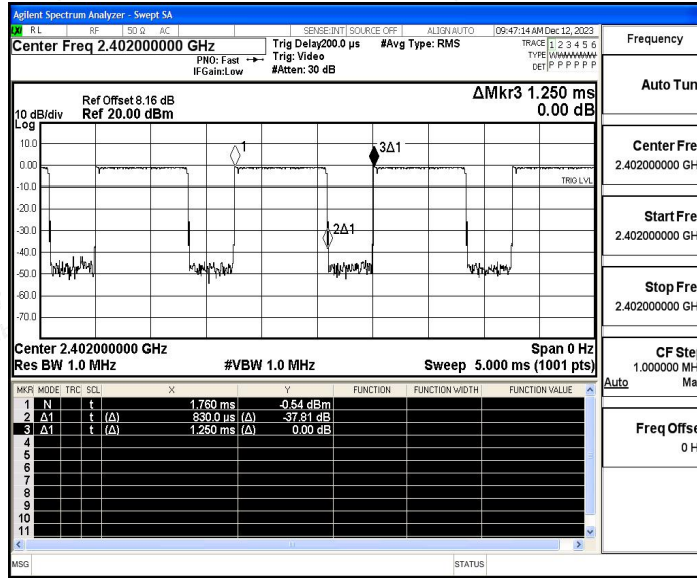 Agilent Spectrum Analyzer - Swept SA
LXI RL RF 50 Ω AC SENSE:INT SOURCE OFF ALIGN AUTO 09:47:14 AM Dec 12, 2023
Center Freq 2.402000000 GHz
PNO: Fast
IFGain:Low
Trig Delay200.0 µs
Trig: Video
#Atten: 30 dB
#Avg Type: RMS
TRACE 1 2 3 4 5 6
TYPE WWWWWW
DET P P P P P P
Ref Offset 8.16 dB
10 dB/div Ref 20.00 dBm
Log
ΔMkr3 1.250 ms
0.00 dB
10.0
0.00
-10.0
-20.0
-30.0
-40.0
-50.0
-60.0
-70.0
1
3Δ1
TRIG LVL
2Δ1
Center 2.402000000 GHz Span 0 Hz
Res BW 1.0 MHz #VBW 1.0 MHz Sweep 5.000 ms (1001 pts)
MKR MODE TRC SCL X Y FUNCTION FUNCTION WIDTH FUNCTION VALUE
1 N t 1.760 ms -0.54 dBm
2 Δ1 t (Δ) 830.0 µs (Δ) -37.81 dB
3 Δ1 t (Δ) 1.250 ms (Δ) 0.00 dB
4
5
6
7
8
9
10
11
MSG STATUS
Frequency
Auto Tun
Center Fre
2.402000000 GH
Start Fre
2.402000000 GH
Stop Fre
2.402000000 GH
CF Ste
1.000000 MH
Auto Ma
Freq Offse
0 H